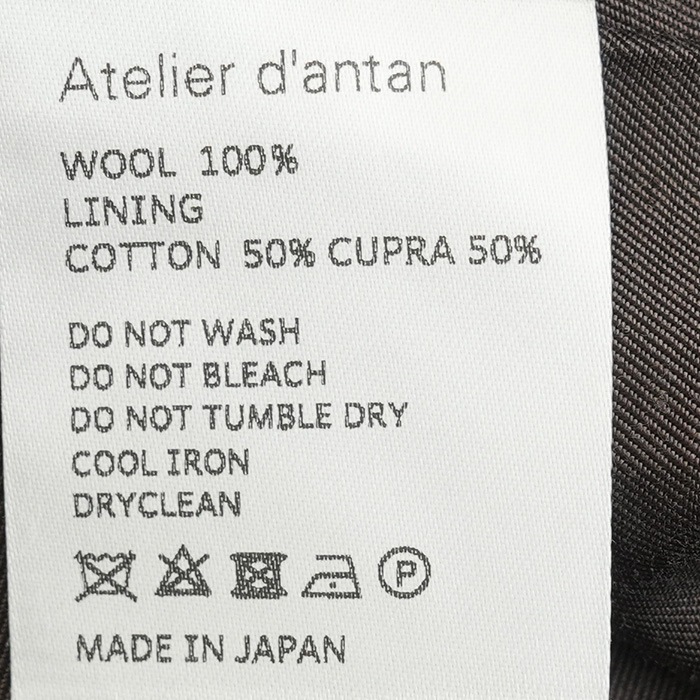 Atelier d'antan
WOOL 100%
LINING
COTTON 50% CUPRA 50%
DO NOT WASH
DO NOT BLEACH
DO NOT TUMBLE DRY
COOL IRON
DRYCLEAN
P
MADE IN JAPAN